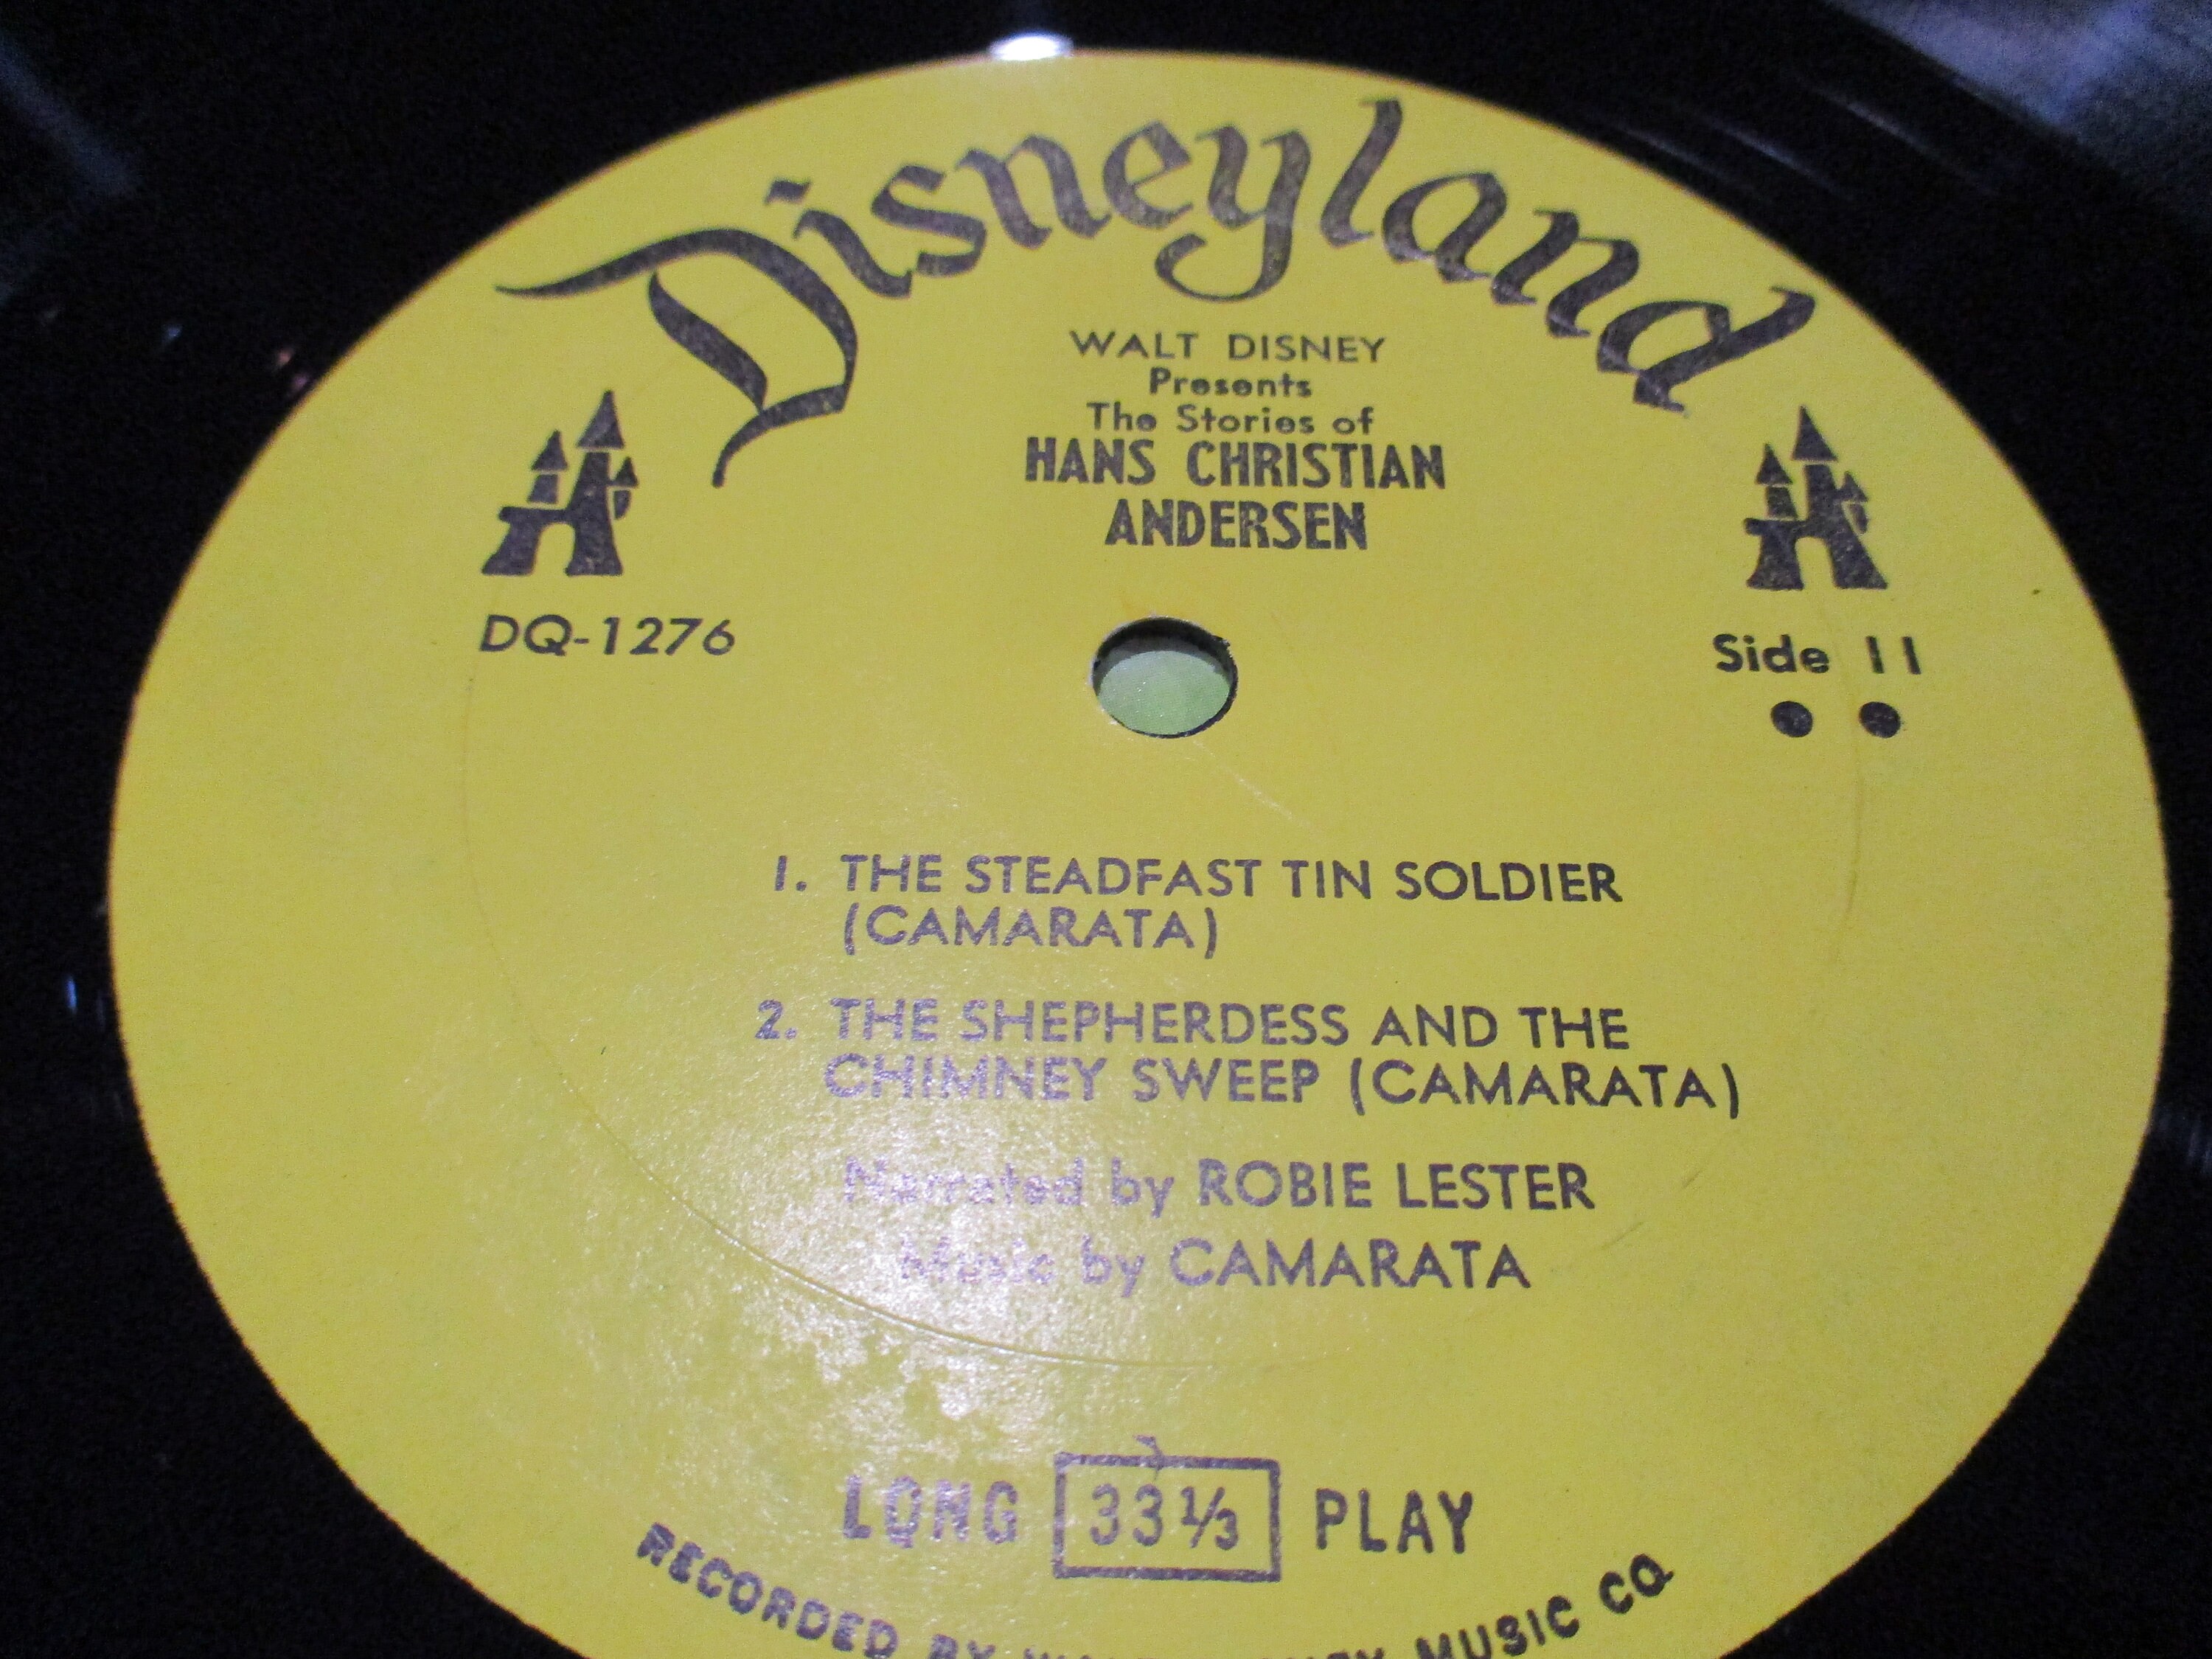 Disneyland
WALT DISNEY
Presents
The Stories of
HANS CHRISTIAN
ANDERSEN
DQ-1276
Side 11
1. THE STEADFAST TIN SOLDIER
(CAMARATA)
2. THE SHEPHERDESS AND THE
CHIMNEY SWEEP (CAMARATA)
Narrated by ROBIE LESTER
Music by CAMARATA
LONG 33⅓ PLAY
RECORDED BY MUSIC CO